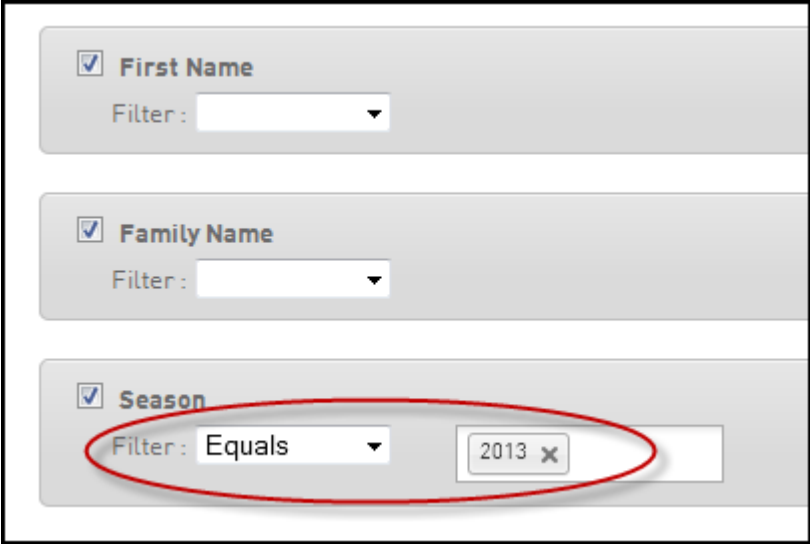 First Name
Filter :
Family Name
Filter :
Season
Filter : Equals 2013